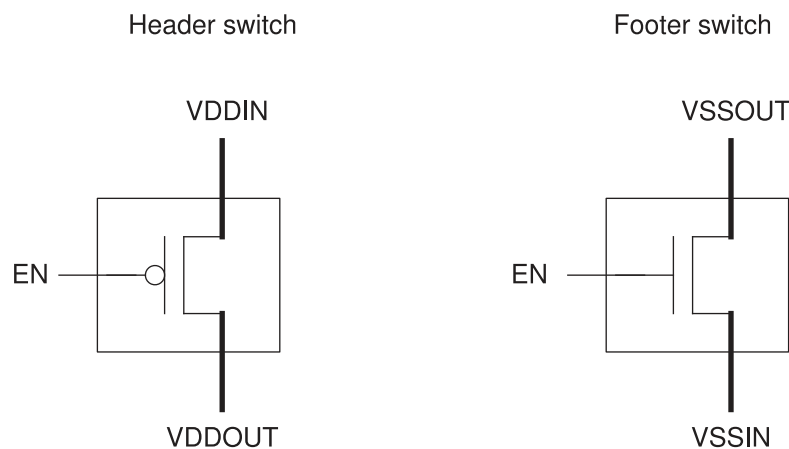 Header switch
Footer switch
VDDIN
VSSOUT
EN
EN
VDDOUT
VSSIN